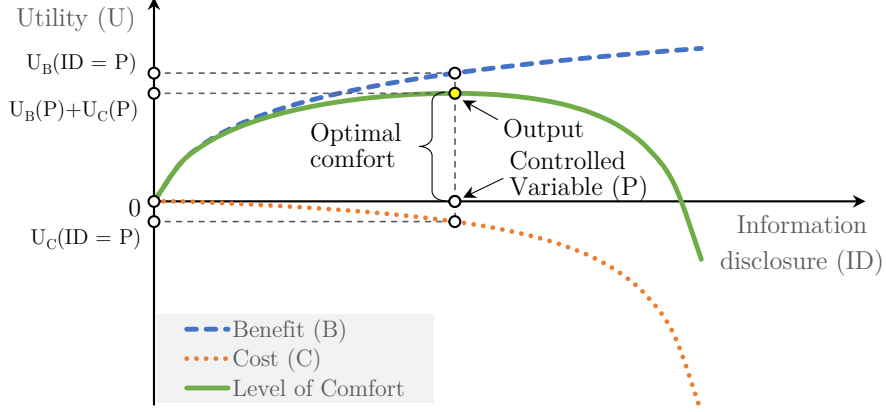 Utility (U)
U_B(ID = P)
U_B(P)+U_C(P)
Optimal
comfort
Output
Controlled
Variable (P)
0
U_C(ID = P)
Information
disclosure (ID)
Benefit (B)
Cost (C)
Level of Comfort